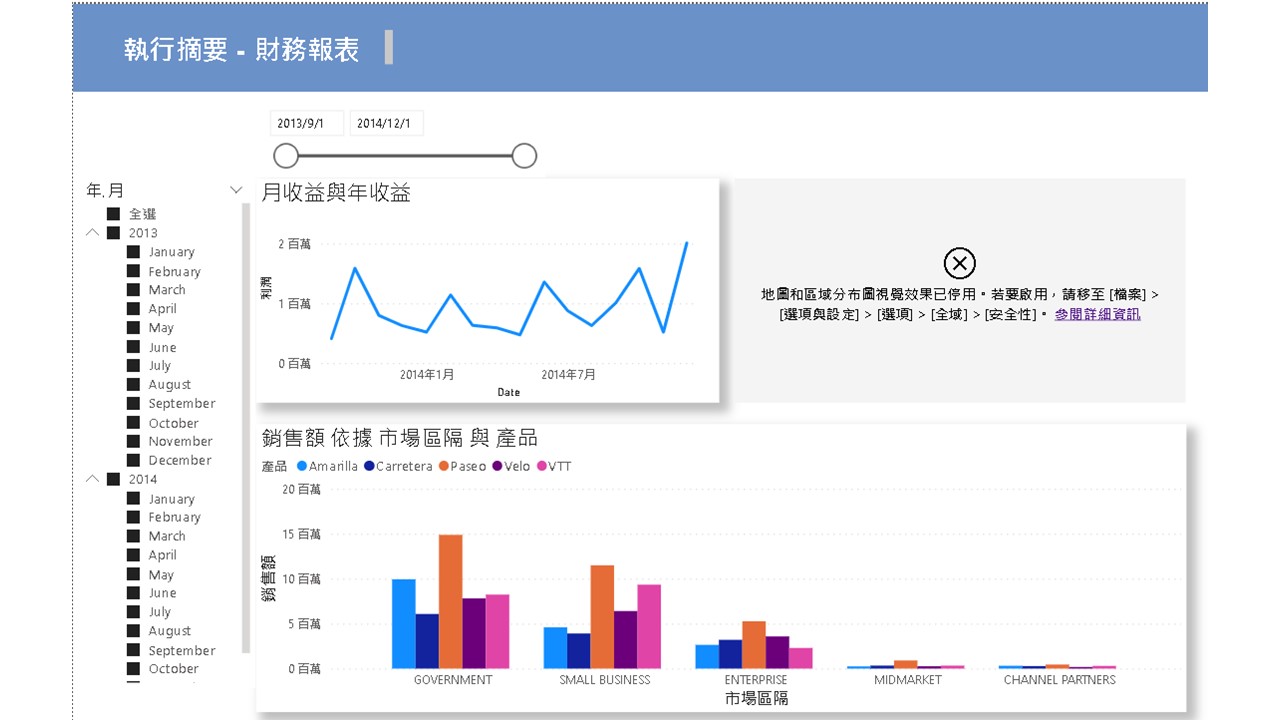 執行摘要 - 財務報表
2013/9/1
2014/12/1
年, 月
全選
2013
January
February
March
April
May
June
July
August
September
October
November
December
2014
January
February
March
April
May
June
July
August
September
October
月收益與年收益
利潤
2 百萬
1 百萬
0 百萬
2014年1月
2014年7月
Date
地圖和區域分布圖視覺效果已停用。若要啟用，請移至 [檔案] >
[選項與設定] > [選項] > [全域] > [安全性]。 參閱詳細資訊
銷售額 依據 市場區隔 與 產品
產品 Amarilla Carretera Paseo Velo VTT
銷售額
20 百萬
15 百萬
10 百萬
5 百萬
0 百萬
GOVERNMENT
SMALL BUSINESS
ENTERPRISE
MIDMARKET
CHANNEL PARTNERS
市場區隔